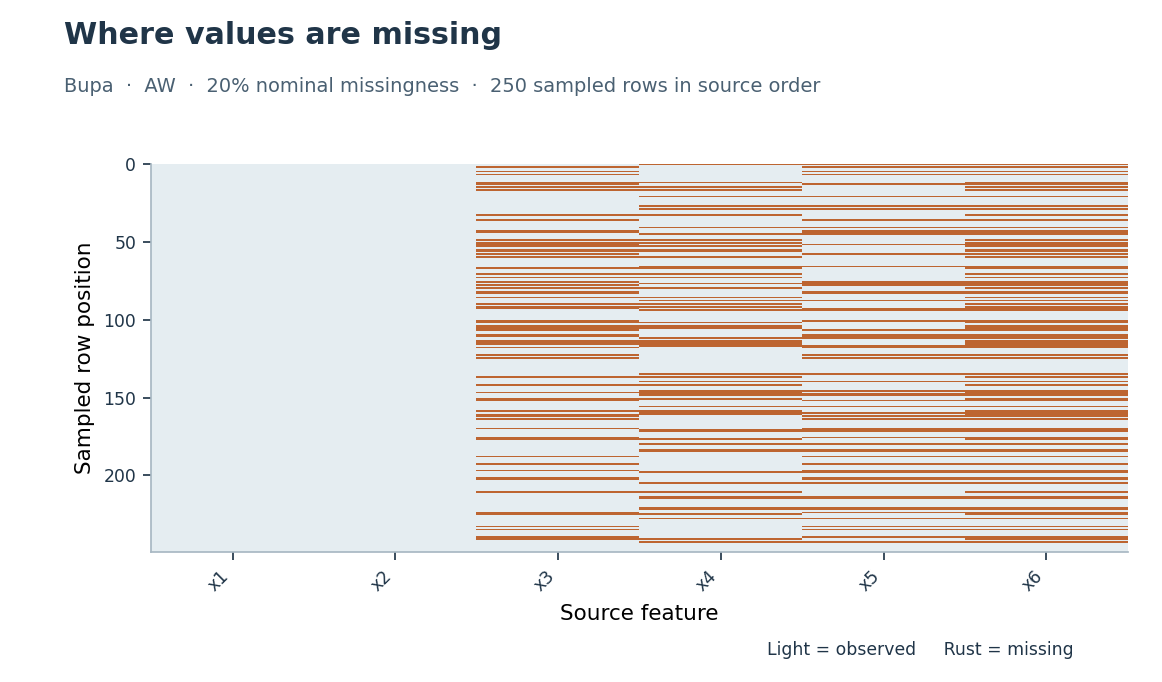 Where values are missing
Bupa · AW · 20% nominal missingness · 250 sampled rows in source order
Sampled row position
0
50
100
150
200
x1 x2 x3 x4 x5 x6
Source feature
Light = observed Rust = missing